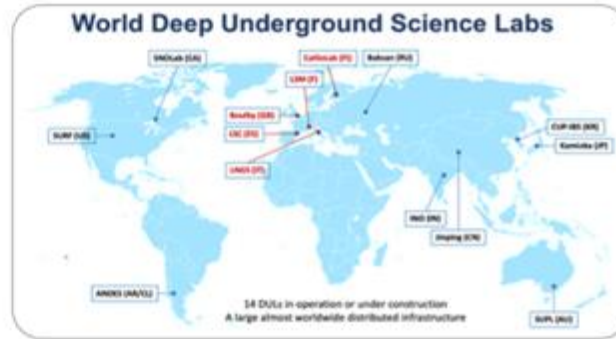 World Deep Underground Science Labs
SNOLab (CA)
CallioLab (FI)
Baksan (RU)
LSM (F)
Boulby (GB)
SURF (US)
LSC (ES)
CUP-IBS (KR)
Kamioka (JP)
LNGS (IT)
INO (IN)
Jinping (CN)
ANDES (AR/CL)
SUPL (AU)
14 DULs in operation or under construction
A large almost worldwide distributed infrastructure